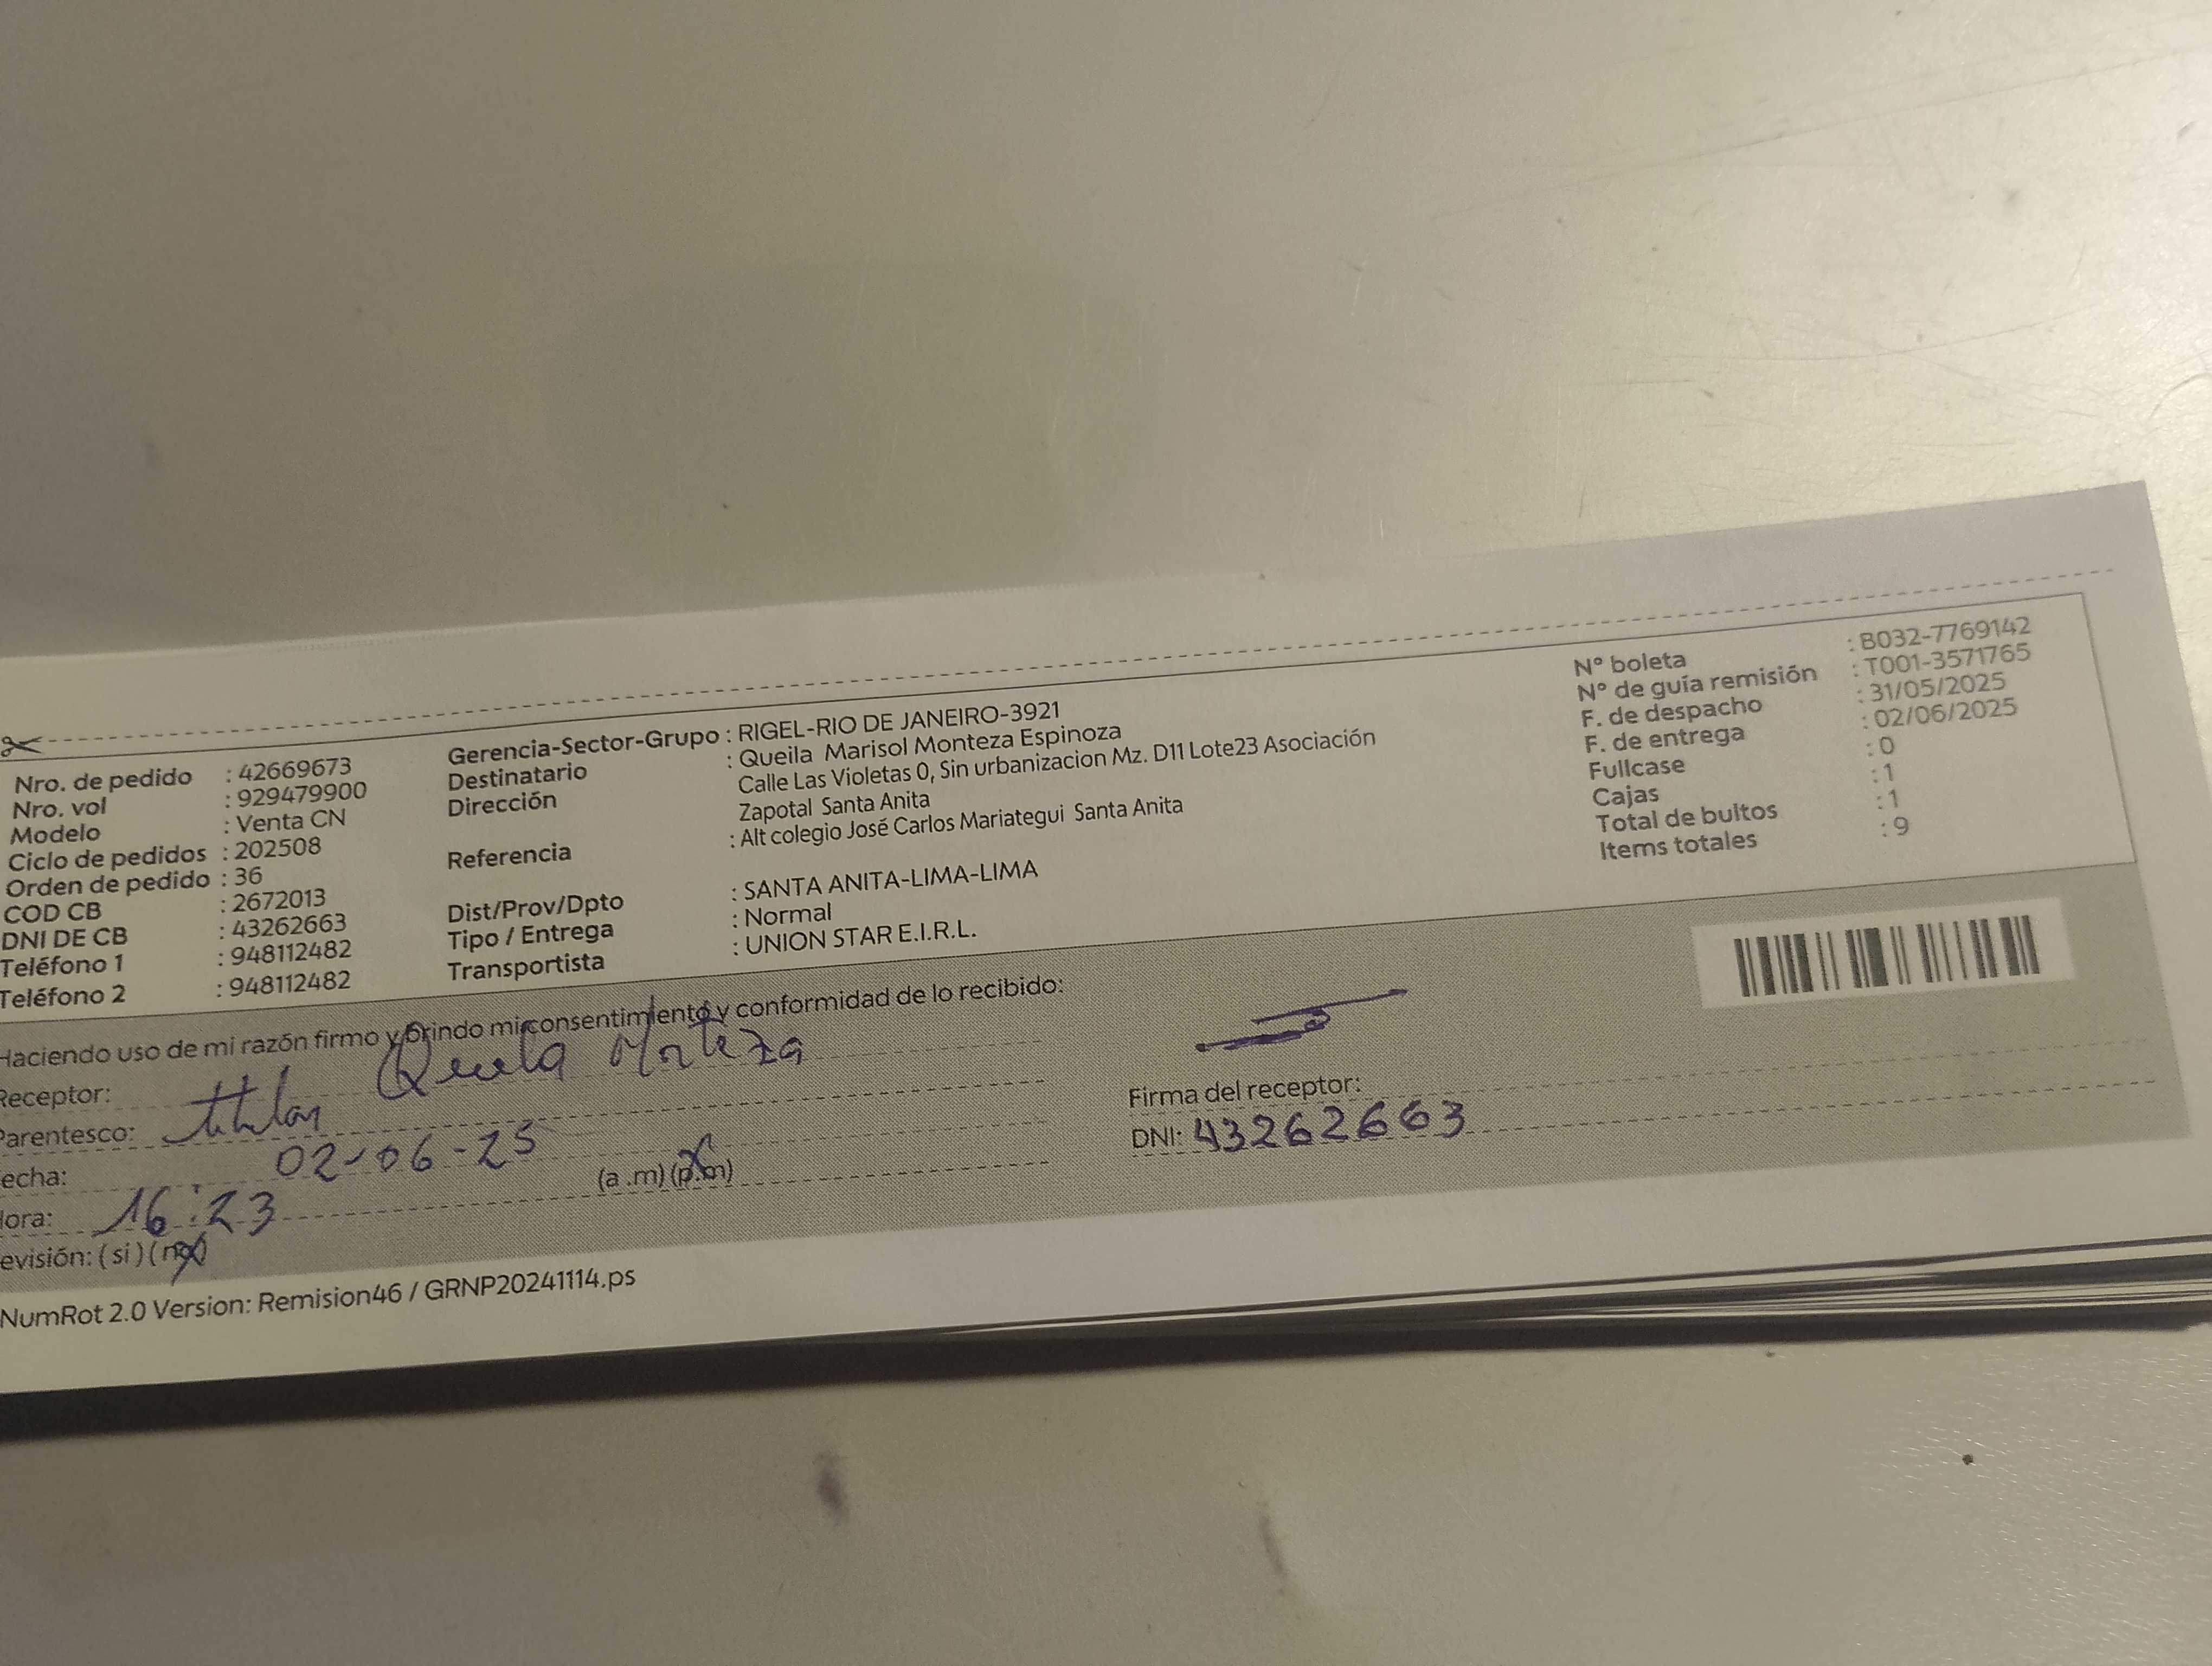 Nro. de pedido : 42669673
Nro. vol : 929479900
Modelo : Venta CN
Ciclo de pedidos : 202508
Orden de pedido : 36
COD CB : 2672013
DNI DE CB : 43262663
Teléfono 1 : 948112482
Teléfono 2 : 948112482
Gerencia-Sector-Grupo : RIGEL-RIO DE JANEIRO-3921
Destinatario : Queila Marisol Monteza Espinoza
Dirección Calle Las Violetas 0, Sin urbanizacion Mz. D11 Lote23 Asociación
Zapotal Santa Anita
Referencia : Alt colegio José Carlos Mariategui Santa Anita
Dist/Prov/Dpto : SANTA ANITA-LIMA-LIMA
Tipo / Entrega : Normal
Transportista : UNION STAR E.I.R.L.
N° boleta : B032-7769142
N° de guía remisión : T001-3571765
F. de despacho : 31/05/2025
F. de entrega : 02/06/2025
Fullcase : 0
Cajas : 1
Total de bultos : 1
Items totales : 9
Haciendo uso de mi razón firmo y brindo mi consentimiento y conformidad de lo recibido:
Receptor: Queila Monteza
Parentesco: titular
echa: 02-06-25
ora: 16:23 (a .m) (p.m)
evisión: (si) (no)
Firma del receptor:
DNI: 43262663
NumRot 2.0 Version: Remision46 / GRNP20241114.ps